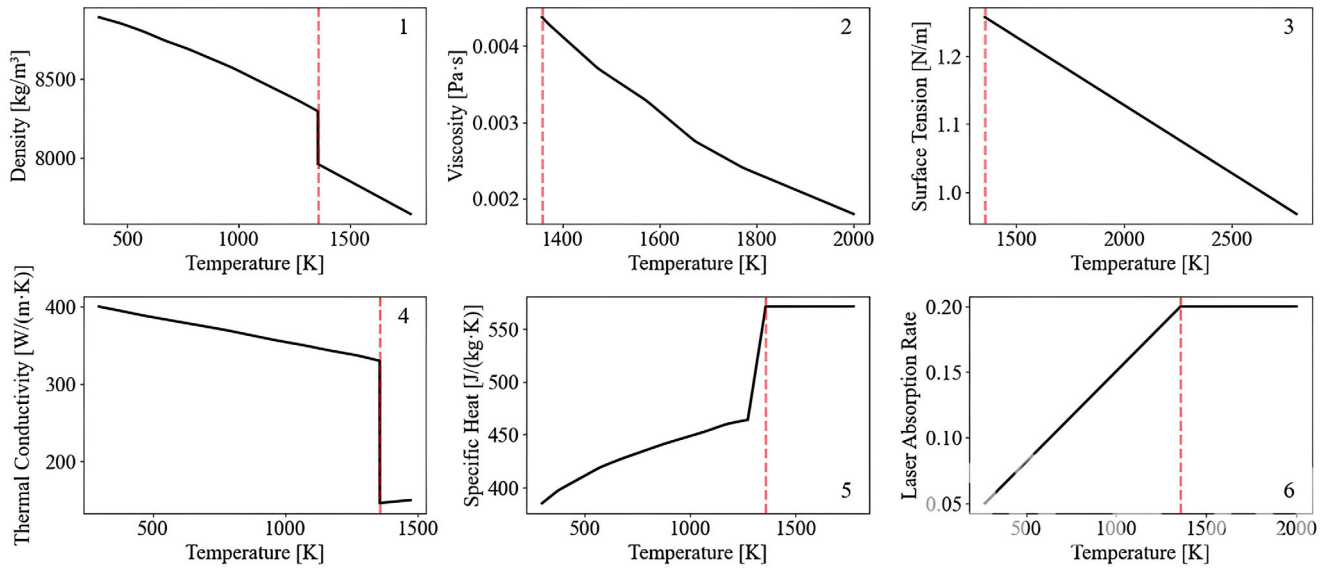 1
Density [kg/m³]
8500
8000
500 1000 1500
Temperature [K]
2
Viscosity [Pa·s]
0.004
0.003
0.002
1400 1600 1800 2000
Temperature [K]
3
Surface Tension [N/m]
1.2
1.1
1.0
1500 2000 2500
Temperature [K]
4
Thermal Conductivity [W/(m·K)]
400
300
200
500 1000 1500
Temperature [K]
5
Specific Heat [J/(kg·K)]
550
500
450
400
500 1000 1500
Temperature [K]
6
Laser Absorption Rate
0.20
0.15
0.10
0.05
500 1000 1500 2000
Temperature [K]